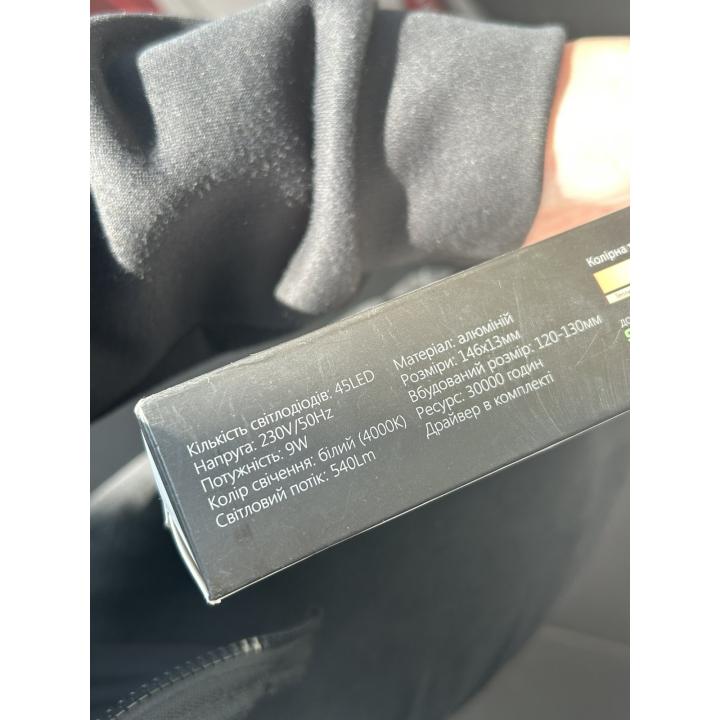 Кількість світлодіодів: 45LED
Напруга: 230V/50Hz
Потужність: 9W
Колір свічення: білий (4000K)
Світловий потік: 540Lm
Матеріал: алюміній
Розміри: 146x13мм
Вбудований розмір: 120-130мм
Ресурс: 30000 годин
Драйвер в комплекті
Колірна